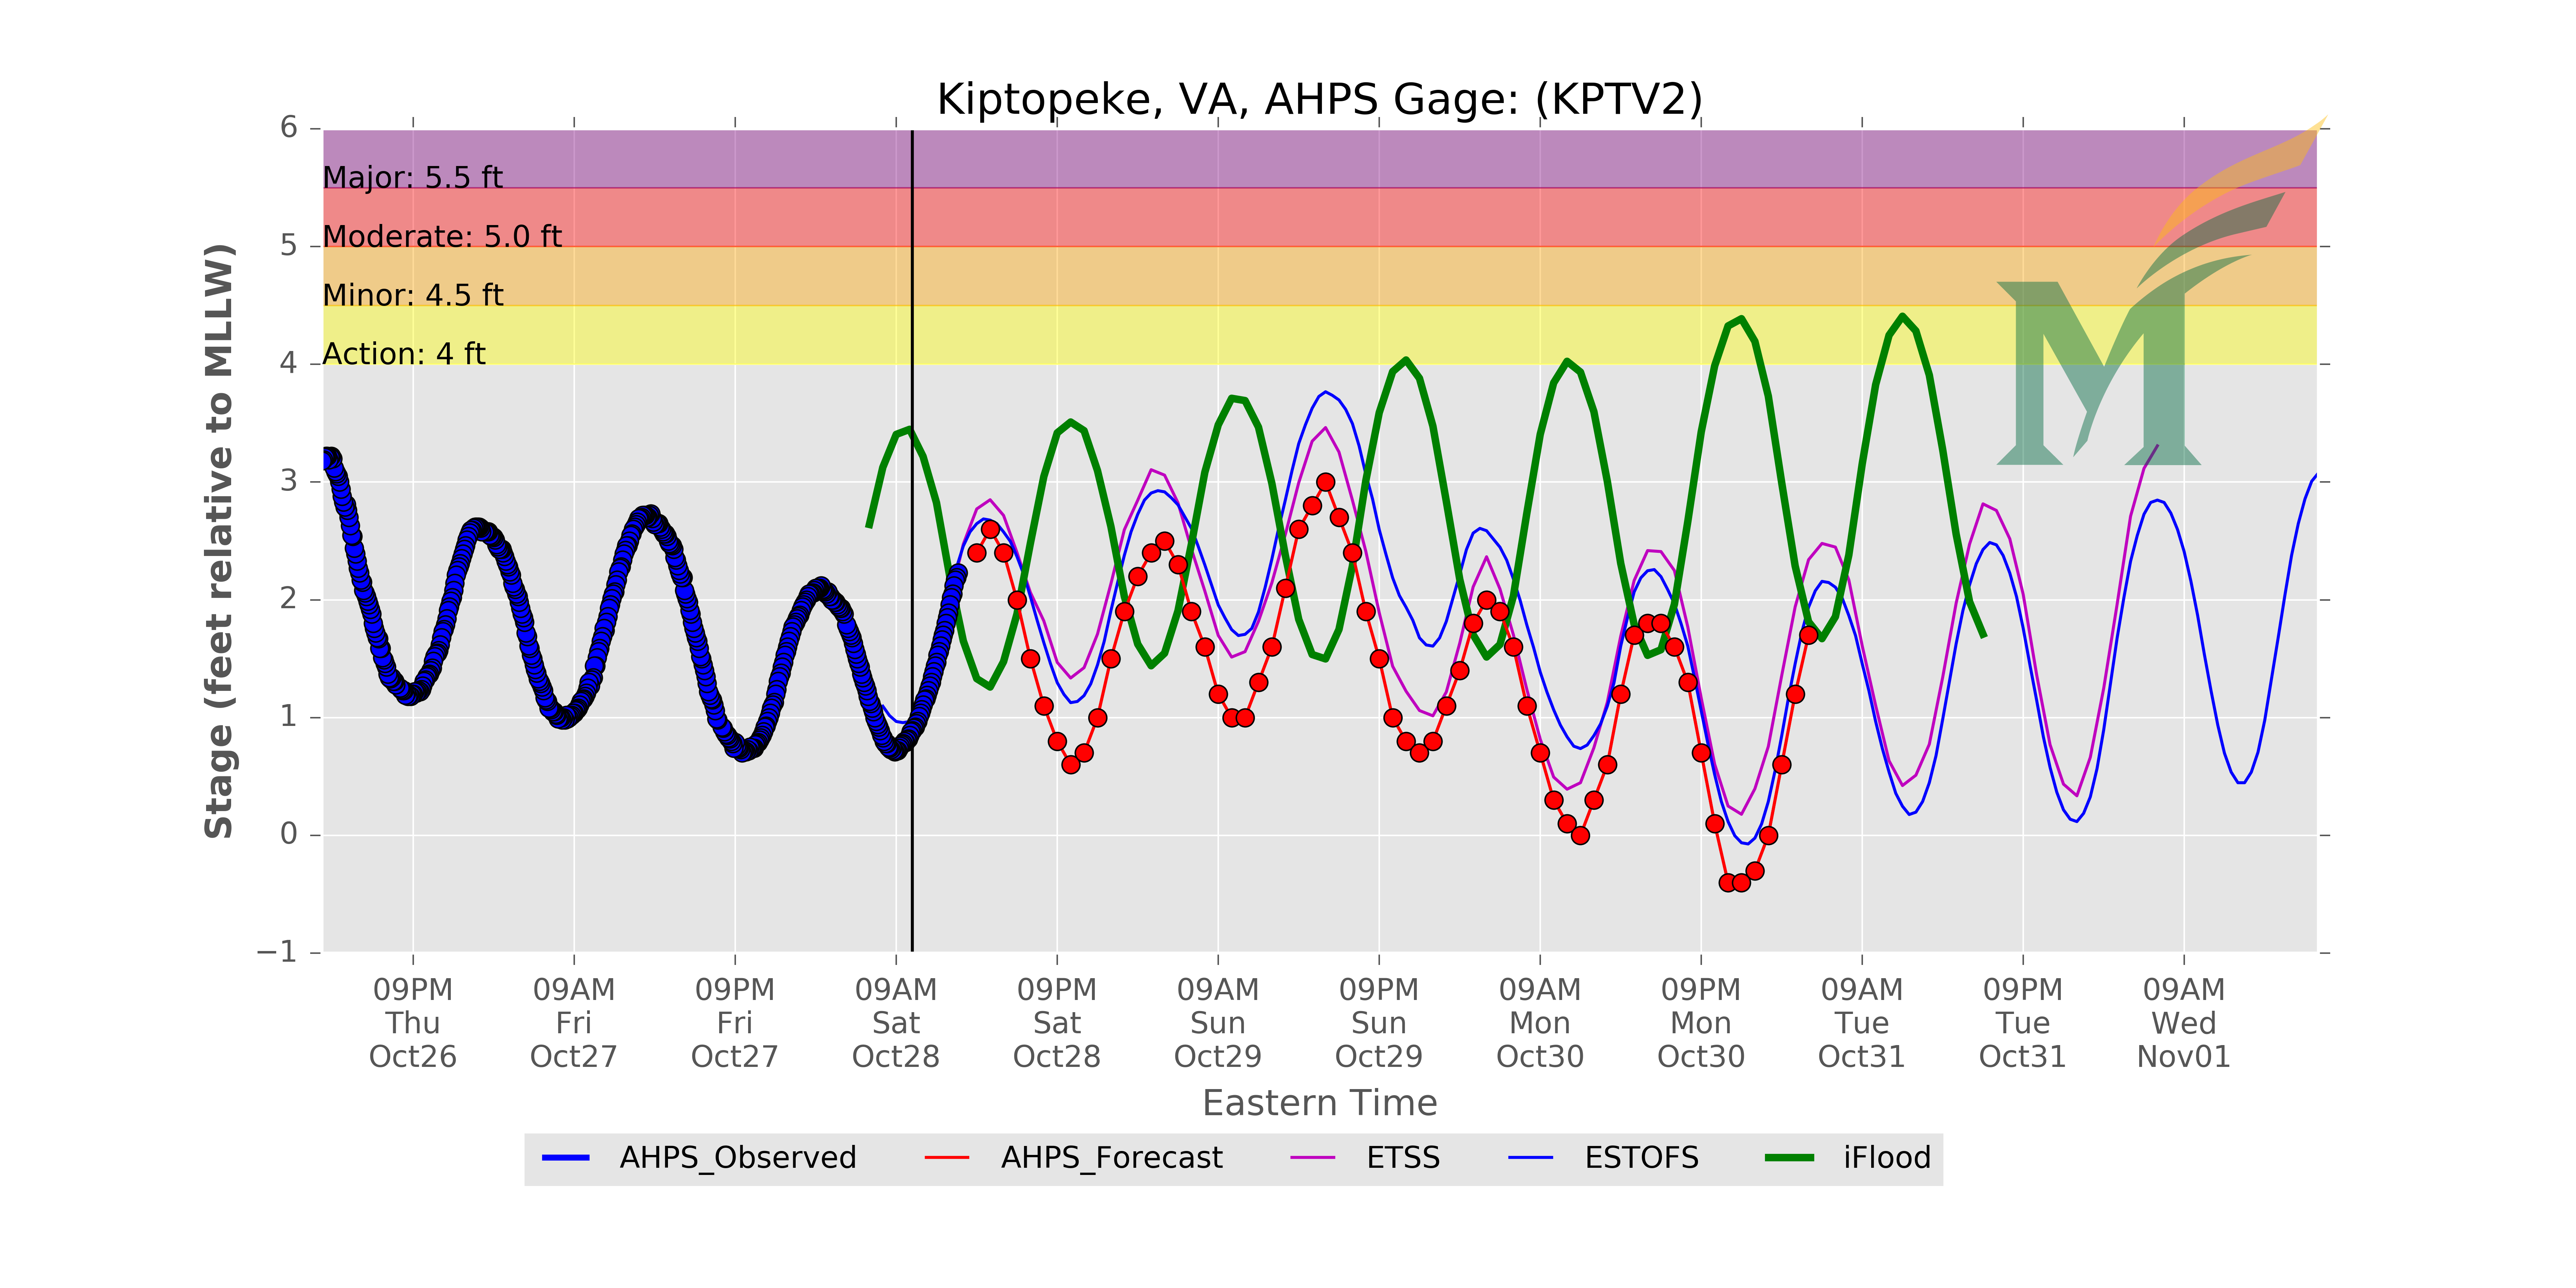 Kiptopeke, VA, AHPS Gage: (KPTV2)
6
5
4
3
2
1
0
−1
Stage (feet relative to MLLW)
Major: 5.5 ft
Moderate: 5.0 ft
Minor: 4.5 ft
Action: 4 ft
M
09PM
Thu
Oct26
09AM
Fri
Oct27
09PM
Fri
Oct27
09AM
Sat
Oct28
09PM
Sat
Oct28
09AM
Sun
Oct29
09PM
Sun
Oct29
09AM
Mon
Oct30
09PM
Mon
Oct30
09AM
Tue
Oct31
09PM
Tue
Oct31
09AM
Wed
Nov01
Eastern Time
AHPS_Observed AHPS_Forecast ETSS ESTOFS iFlood